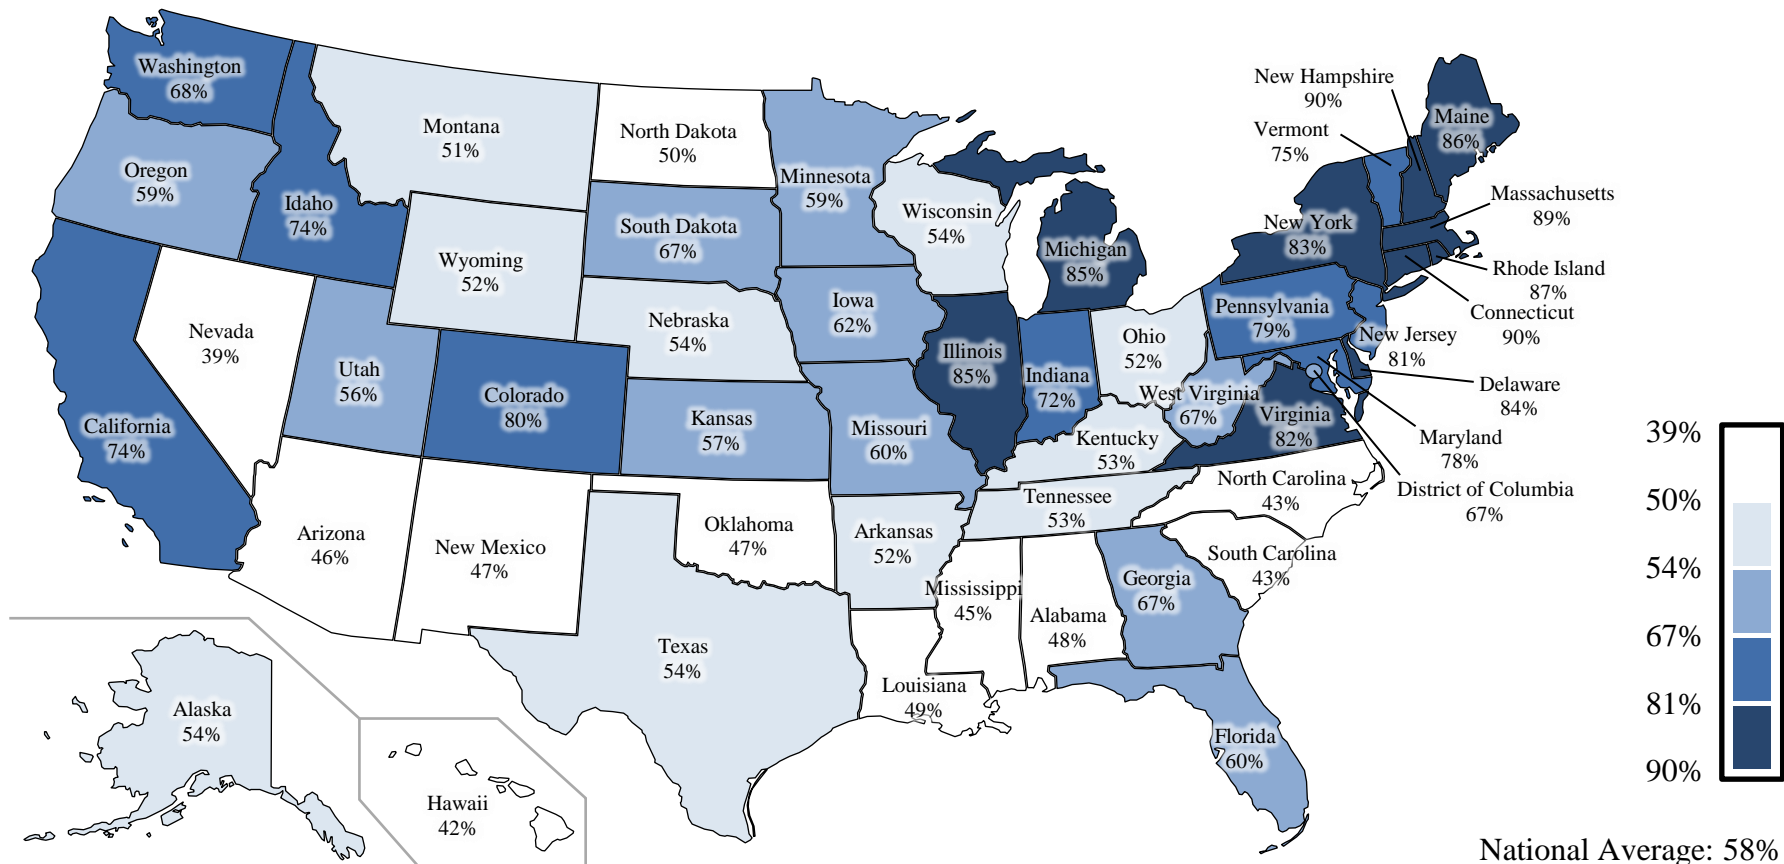 Washington
68%
Oregon
59%
California
74%
Idaho
74%
Nevada
39%
Montana
51%
Wyoming
52%
Utah
56%
Colorado
80%
Arizona
46%
New Mexico
47%
North Dakota
50%
South Dakota
67%
Nebraska
54%
Kansas
57%
Oklahoma
47%
Texas
54%
Minnesota
59%
Iowa
62%
Missouri
60%
Arkansas
52%
Louisiana
49%
Wisconsin
54%
Illinois
85%
Michigan
85%
Indiana
72%
Ohio
52%
Kentucky
53%
Tennessee
53%
Mississippi
45%
Alabama
48%
Georgia
67%
Florida
60%
South Carolina
43%
North Carolina
43%
Virginia
82%
West Virginia
67%
Pennsylvania
79%
New York
83%
Vermont
75%
New Hampshire
90%
Maine
86%
Massachusetts
89%
Rhode Island
87%
Connecticut
90%
New Jersey
81%
Delaware
84%
Maryland
78%
District of Columbia
67%
Alaska
54%
Hawaii
42%
39%
50%
54%
67%
81%
90%
National Average: 58%